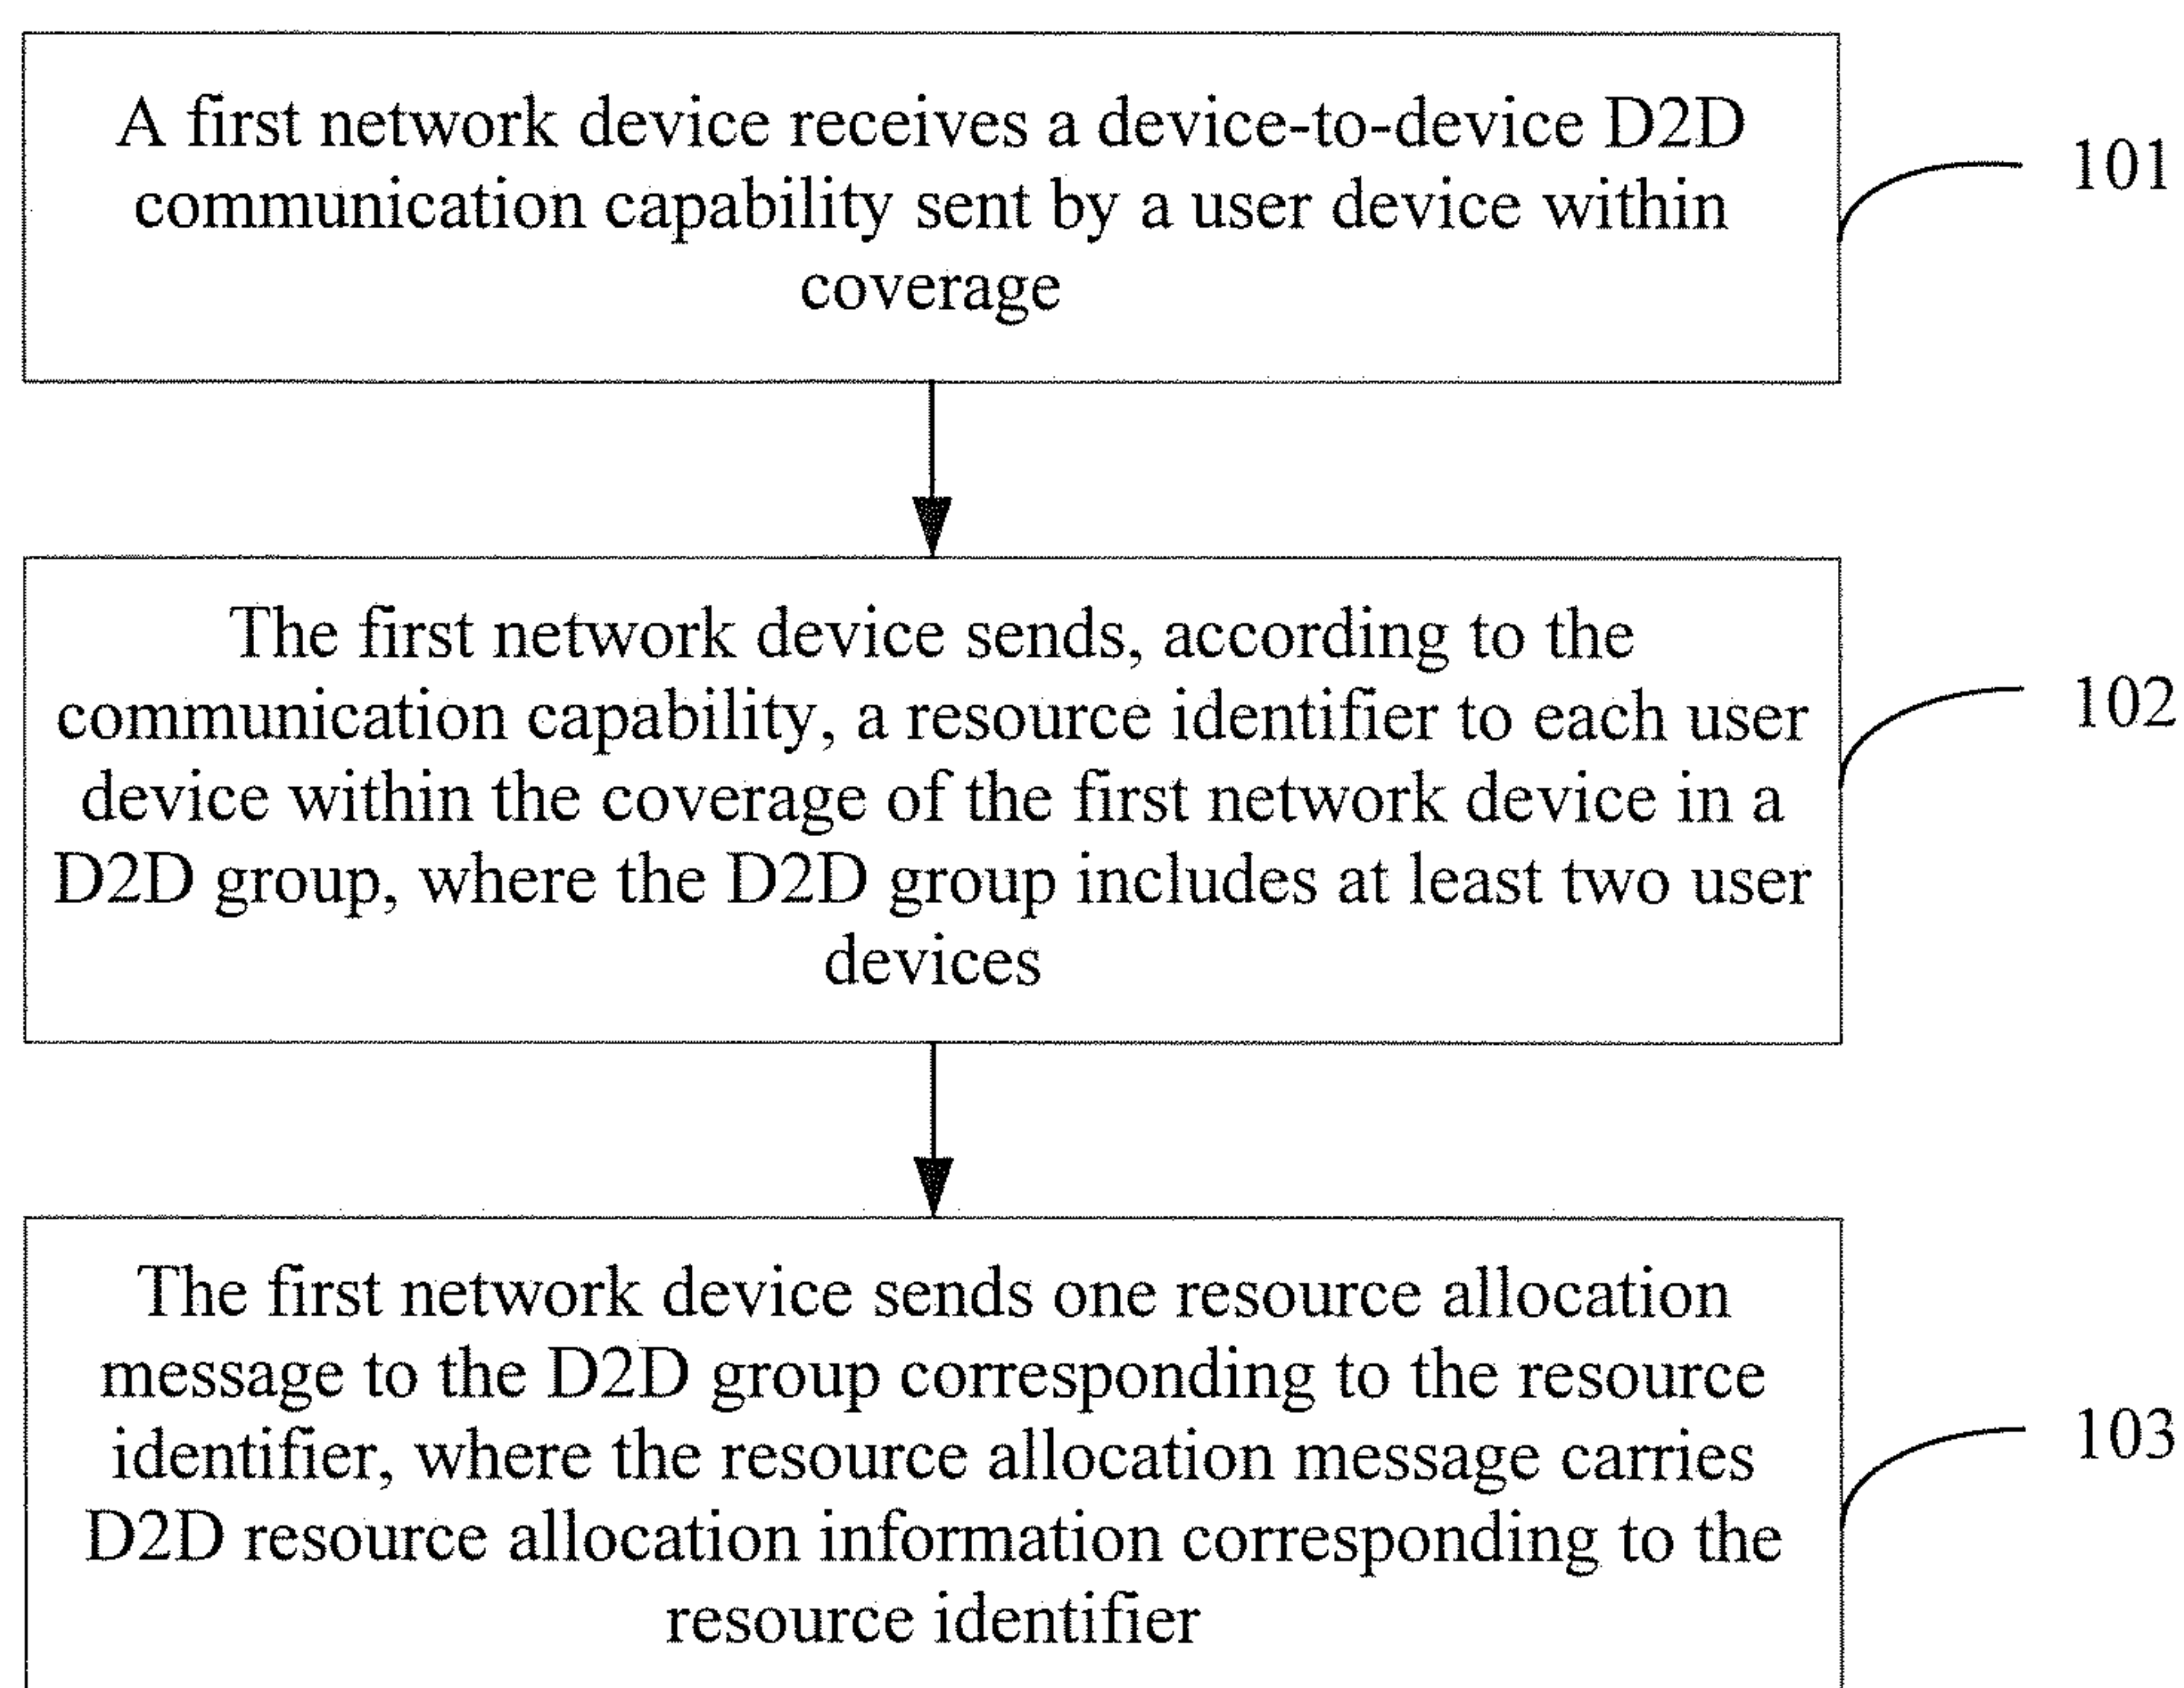 A first network device receives a device-to-device D2D
communication capability sent by a user device within
coverage
101
The first network device sends, according to the
communication capability, a resource identifier to each user
device within the coverage of the first network device in a
D2D group, where the D2D group includes at least two user
devices
102
The first network device sends one resource allocation
message to the D2D group corresponding to the resource
identifier, where the resource allocation message carries
D2D resource allocation information corresponding to the
resource identifier
103